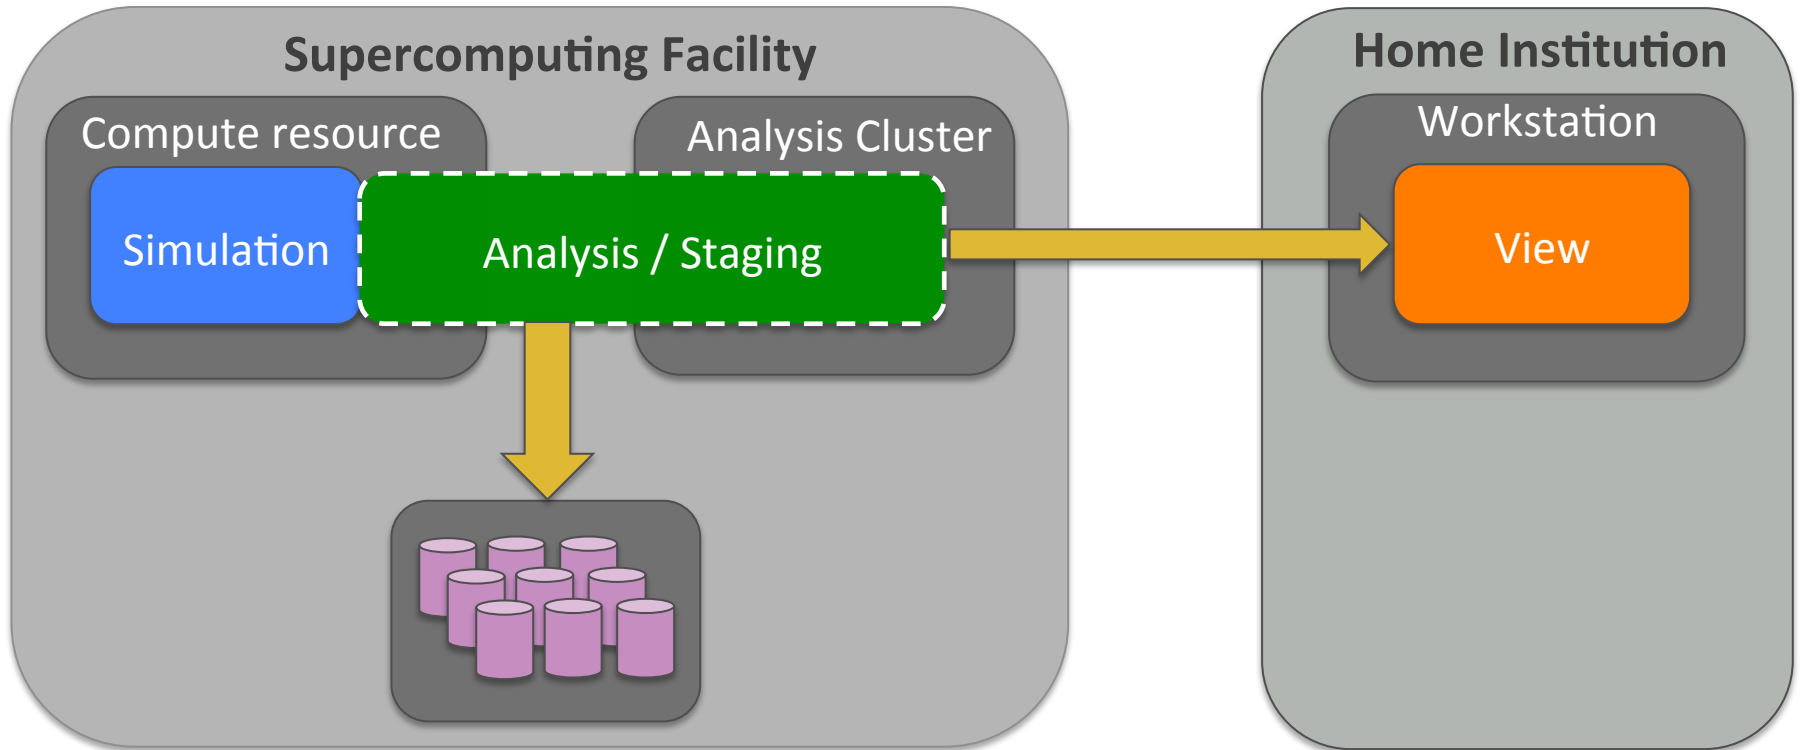 Supercomputing Facility
Home Institution
Compute resource
Analysis Cluster
Workstation
Simulation
Analysis / Staging
View